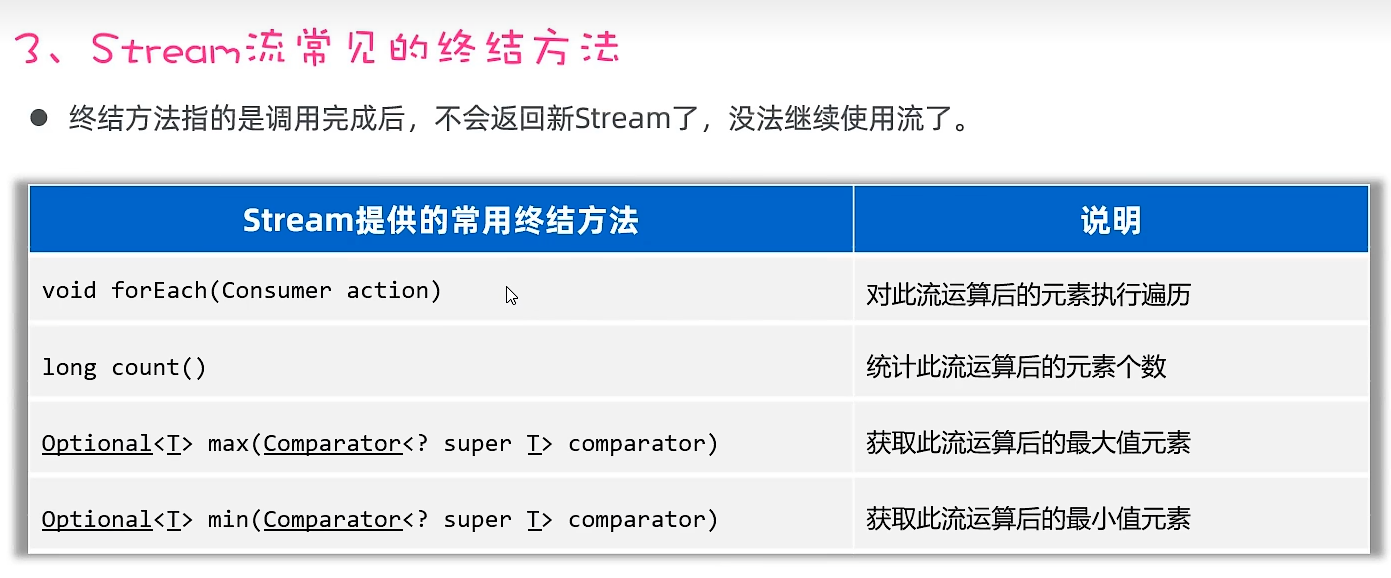 3、Stream流常见的终结方法
● 终结方法指的是调用完成后，不会返回新Stream了，没法继续使用流了。
Stream提供的常用终结方法 说明
void forEach(Consumer action) 对此流运算后的元素执行遍历
long count() 统计此流运算后的元素个数
Optional<T> max(Comparator<? super T> comparator) 获取此流运算后的最大值元素
Optional<T> min(Comparator<? super T> comparator) 获取此流运算后的最小值元素